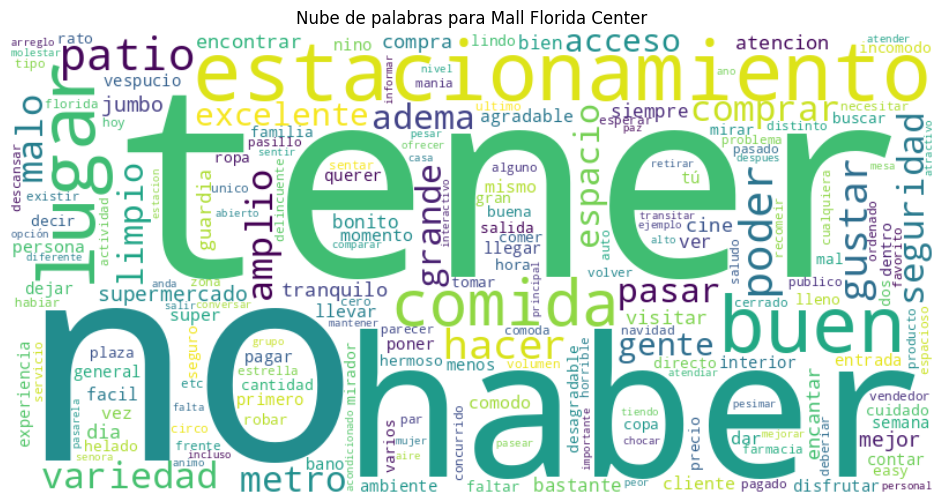 Nube de palabras para Mall Florida Center
arreglo rato encontrar nino compra lindo bien acceso atencion atender
molestar patio mania nivel ano incomodo
tipo vespucio estacionamiento informar
florida jumbo excelente adema agradable ultimo siempre comprar necesitar
hoy familia pasillo esperar paz mirar distinto buscar
malo lugar tener espacio problema despues seguridad
descansar ropa sentir sentar querer alguno casa retirar pasado atractivo
existir limpio estacion unico pesar ofrecer mismo tú cine mesa
decir guardia abierto bonito gran transitar ver cualquiera
opción actividad delincuente momento grande buena salida ejemplo poder gustar ordenado
persona diferente amplio comparar interactivo comer llegar auto alto saludo recomeir mal favorito
dejar zona hora volver publico dentro
hablar anda tranquilo tomar pasar lleno dos
supermercado salir conversar cero llevar comida principal cerrado producto
super mantener parecer comoda visitar buen espacioso
no haber hacer gente navidad
experiencia plaza seguro grupo poner menos directo interior entrada
servicio general pagar estrella hermoso volumen horrible atendiar vendedor
facil etc cantidad mirador desagradable encantar cuidado
pasarela vez falta primero comodo tiendo copa dar pesimar semana
dia circo robar acondicionado par pasear importante chocar farmacia mejorar deberiar mejor
helado frente incluso varios mujer concurrido precio contar
senora animo bano aire faltar peor cliente pagado easy
variedad metro ambiente bastante disfrutar personal